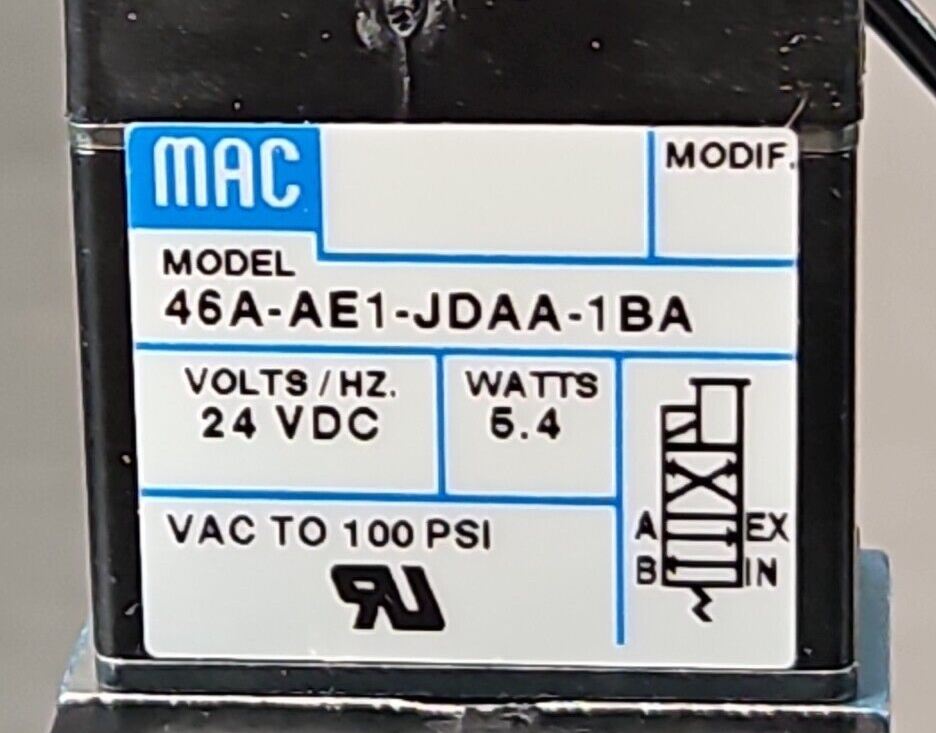 MAC
MODIF.
MODEL
46A-AE1-JDAA-1BA
VOLTS/HZ.
24 VDC
WATTS
5.4
VAC TO 100 PSI
UR
A EX
B IN